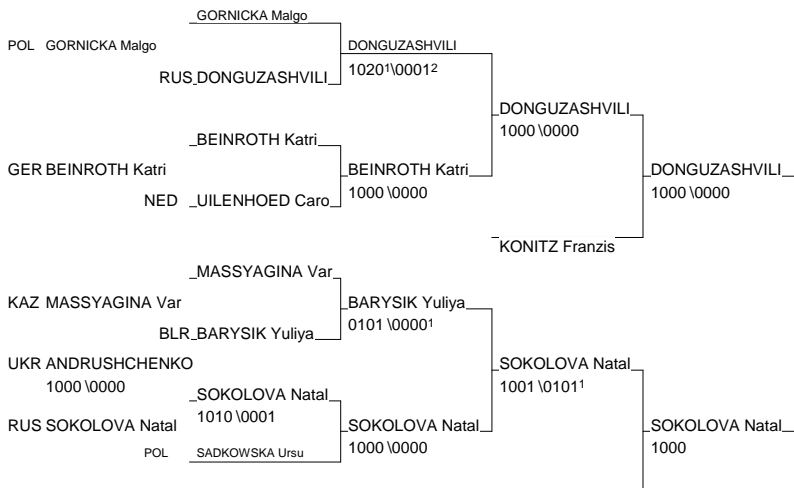 GORNICKA Malgo
POL GORNICKA Malgo DONGUZASHVILI
RUS DONGUZASHVILI 1020¹\0001²
DONGUZASHVILI
1000 \0000
BEINROTH Katri
GER BEINROTH Katri BEINROTH Katri DONGUZASHVILI
1000 \0000 1000 \0000
NED UILENHOED Caro
KONITZ Franzis
MASSYAGINA Var
KAZ MASSYAGINA Var BARYSIK Yuliya
0101 \0000¹
BLR BARYSIK Yuliya
UKR ANDRUSHCHENKO SOKOLOVA Natal
1000 \0000 1001 \0101¹
SOKOLOVA Natal
1010 \0001
RUS SOKOLOVA Natal SOKOLOVA Natal SOKOLOVA Natal
1000 \0000 1000
POL SADKOWSKA Ursu